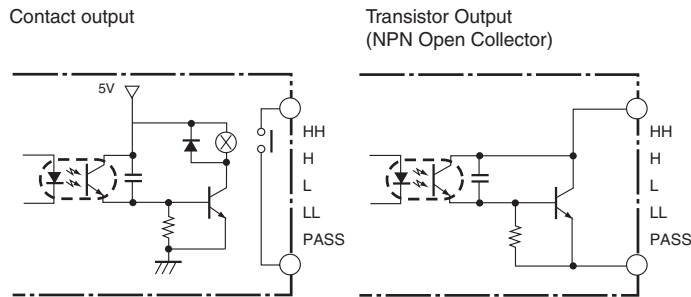 Contact output
Transistor Output
(NPN Open Collector)
5V
HH
H
L
LL
PASS
HH
H
L
LL
PASS